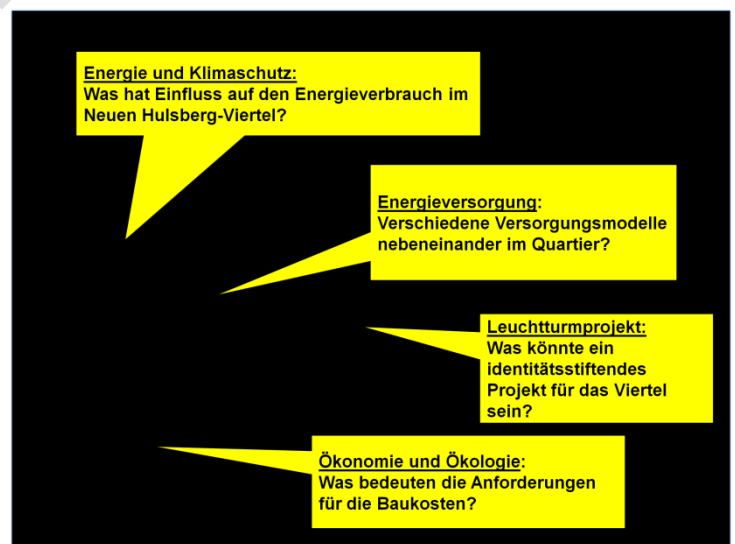 Energie und Klimaschutz:
Was hat Einfluss auf den Energieverbrauch im
Neuen Hulsberg-Viertel?
Energieversorgung:
Verschiedene Versorgungsmodelle
nebeneinander im Quartier?
Leuchtturmprojekt:
Was könnte ein
identitätsstiftendes
Projekt für das Viertel
sein?
Ökonomie und Ökologie:
Was bedeuten die Anforderungen
für die Baukosten?